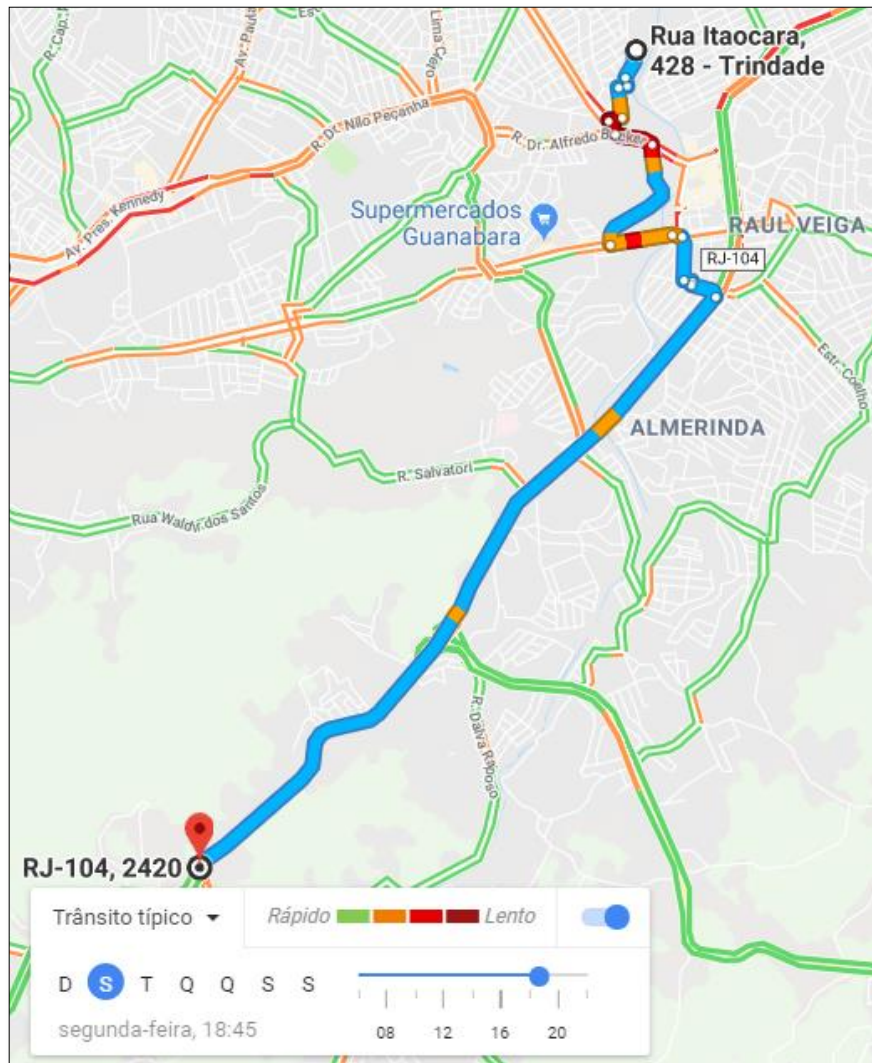 R. Cap.
Av. Paula
Lima
Rua Itaocara,
428 - Trindade
R. Dr. Nilo Peçanha
R. Dr. Alfredo Backer
Av. Pres. Kennedy
Supermercados
Guanabara
RAUL VEIGA
RJ-104
Estr. Coelho
ALMERINDA
R. Salvatori
Rua Waldir dos Santos
R. Dalva Raposo
RJ-104, 2420
Trânsito típico
Rápido
Lento
D S T Q Q S S
segunda-feira, 18:45
08 12 16 20